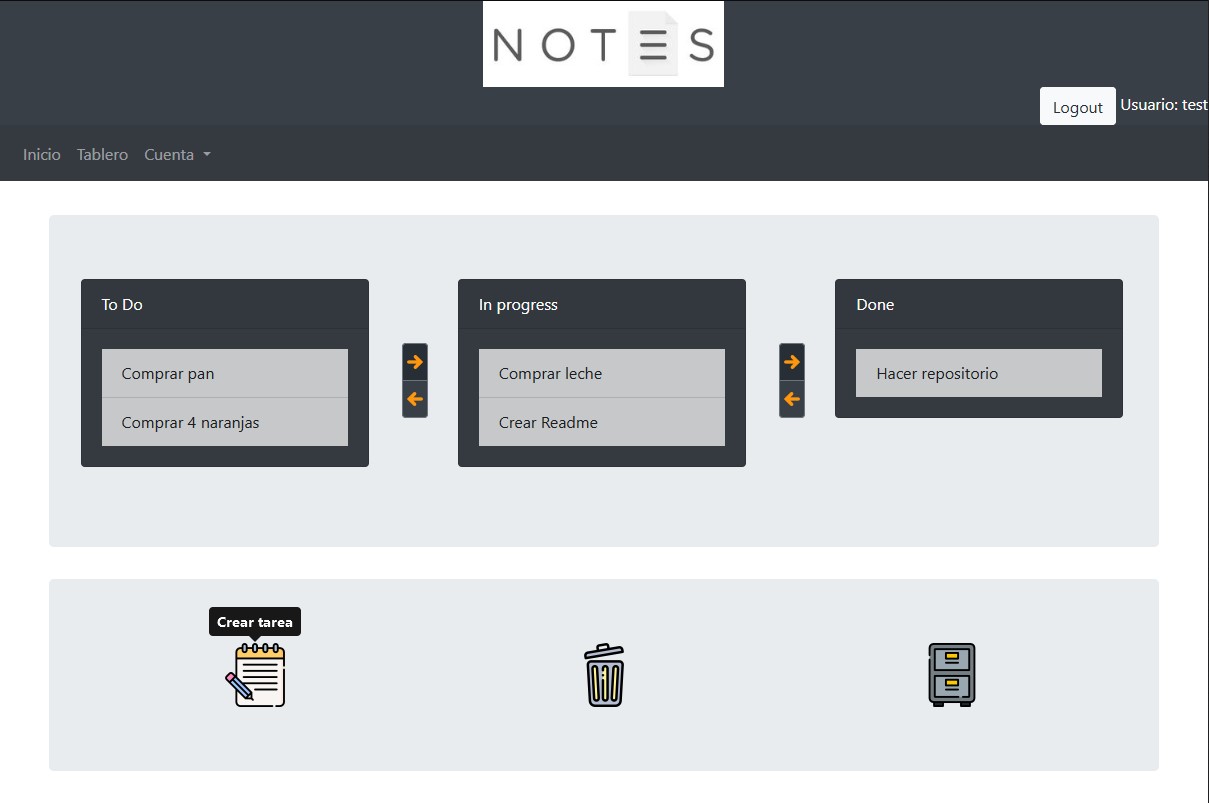 NOTES
Logout Usuario: test
Inicio Tablero Cuenta
To Do
Comprar pan
Comprar 4 naranjas
In progress
Comprar leche
Crear Readme
Done
Hacer repositorio
Crear tarea